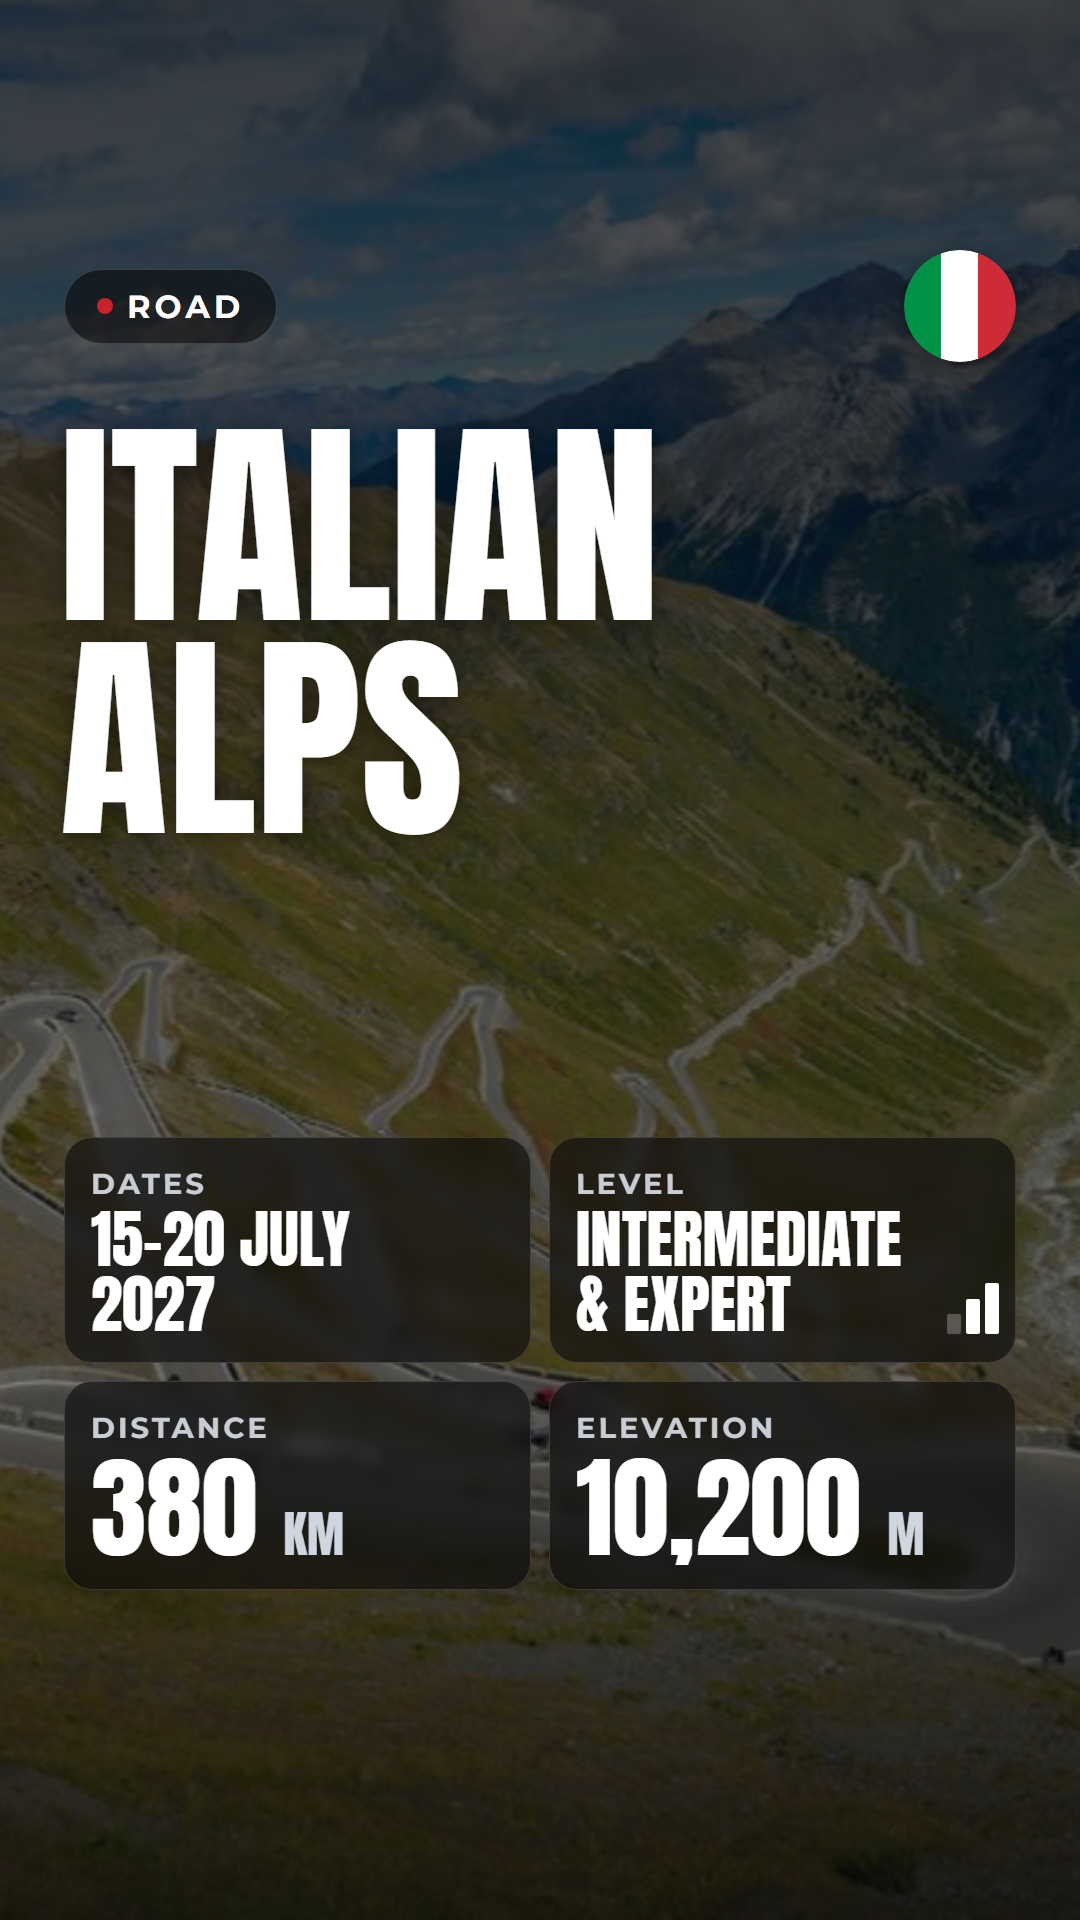 ROAD
ITALIAN
ALPS
DATES
15-20 JULY
2027
LEVEL
INTERMEDIATE
& EXPERT
DISTANCE
380 KM
ELEVATION
10,200 M